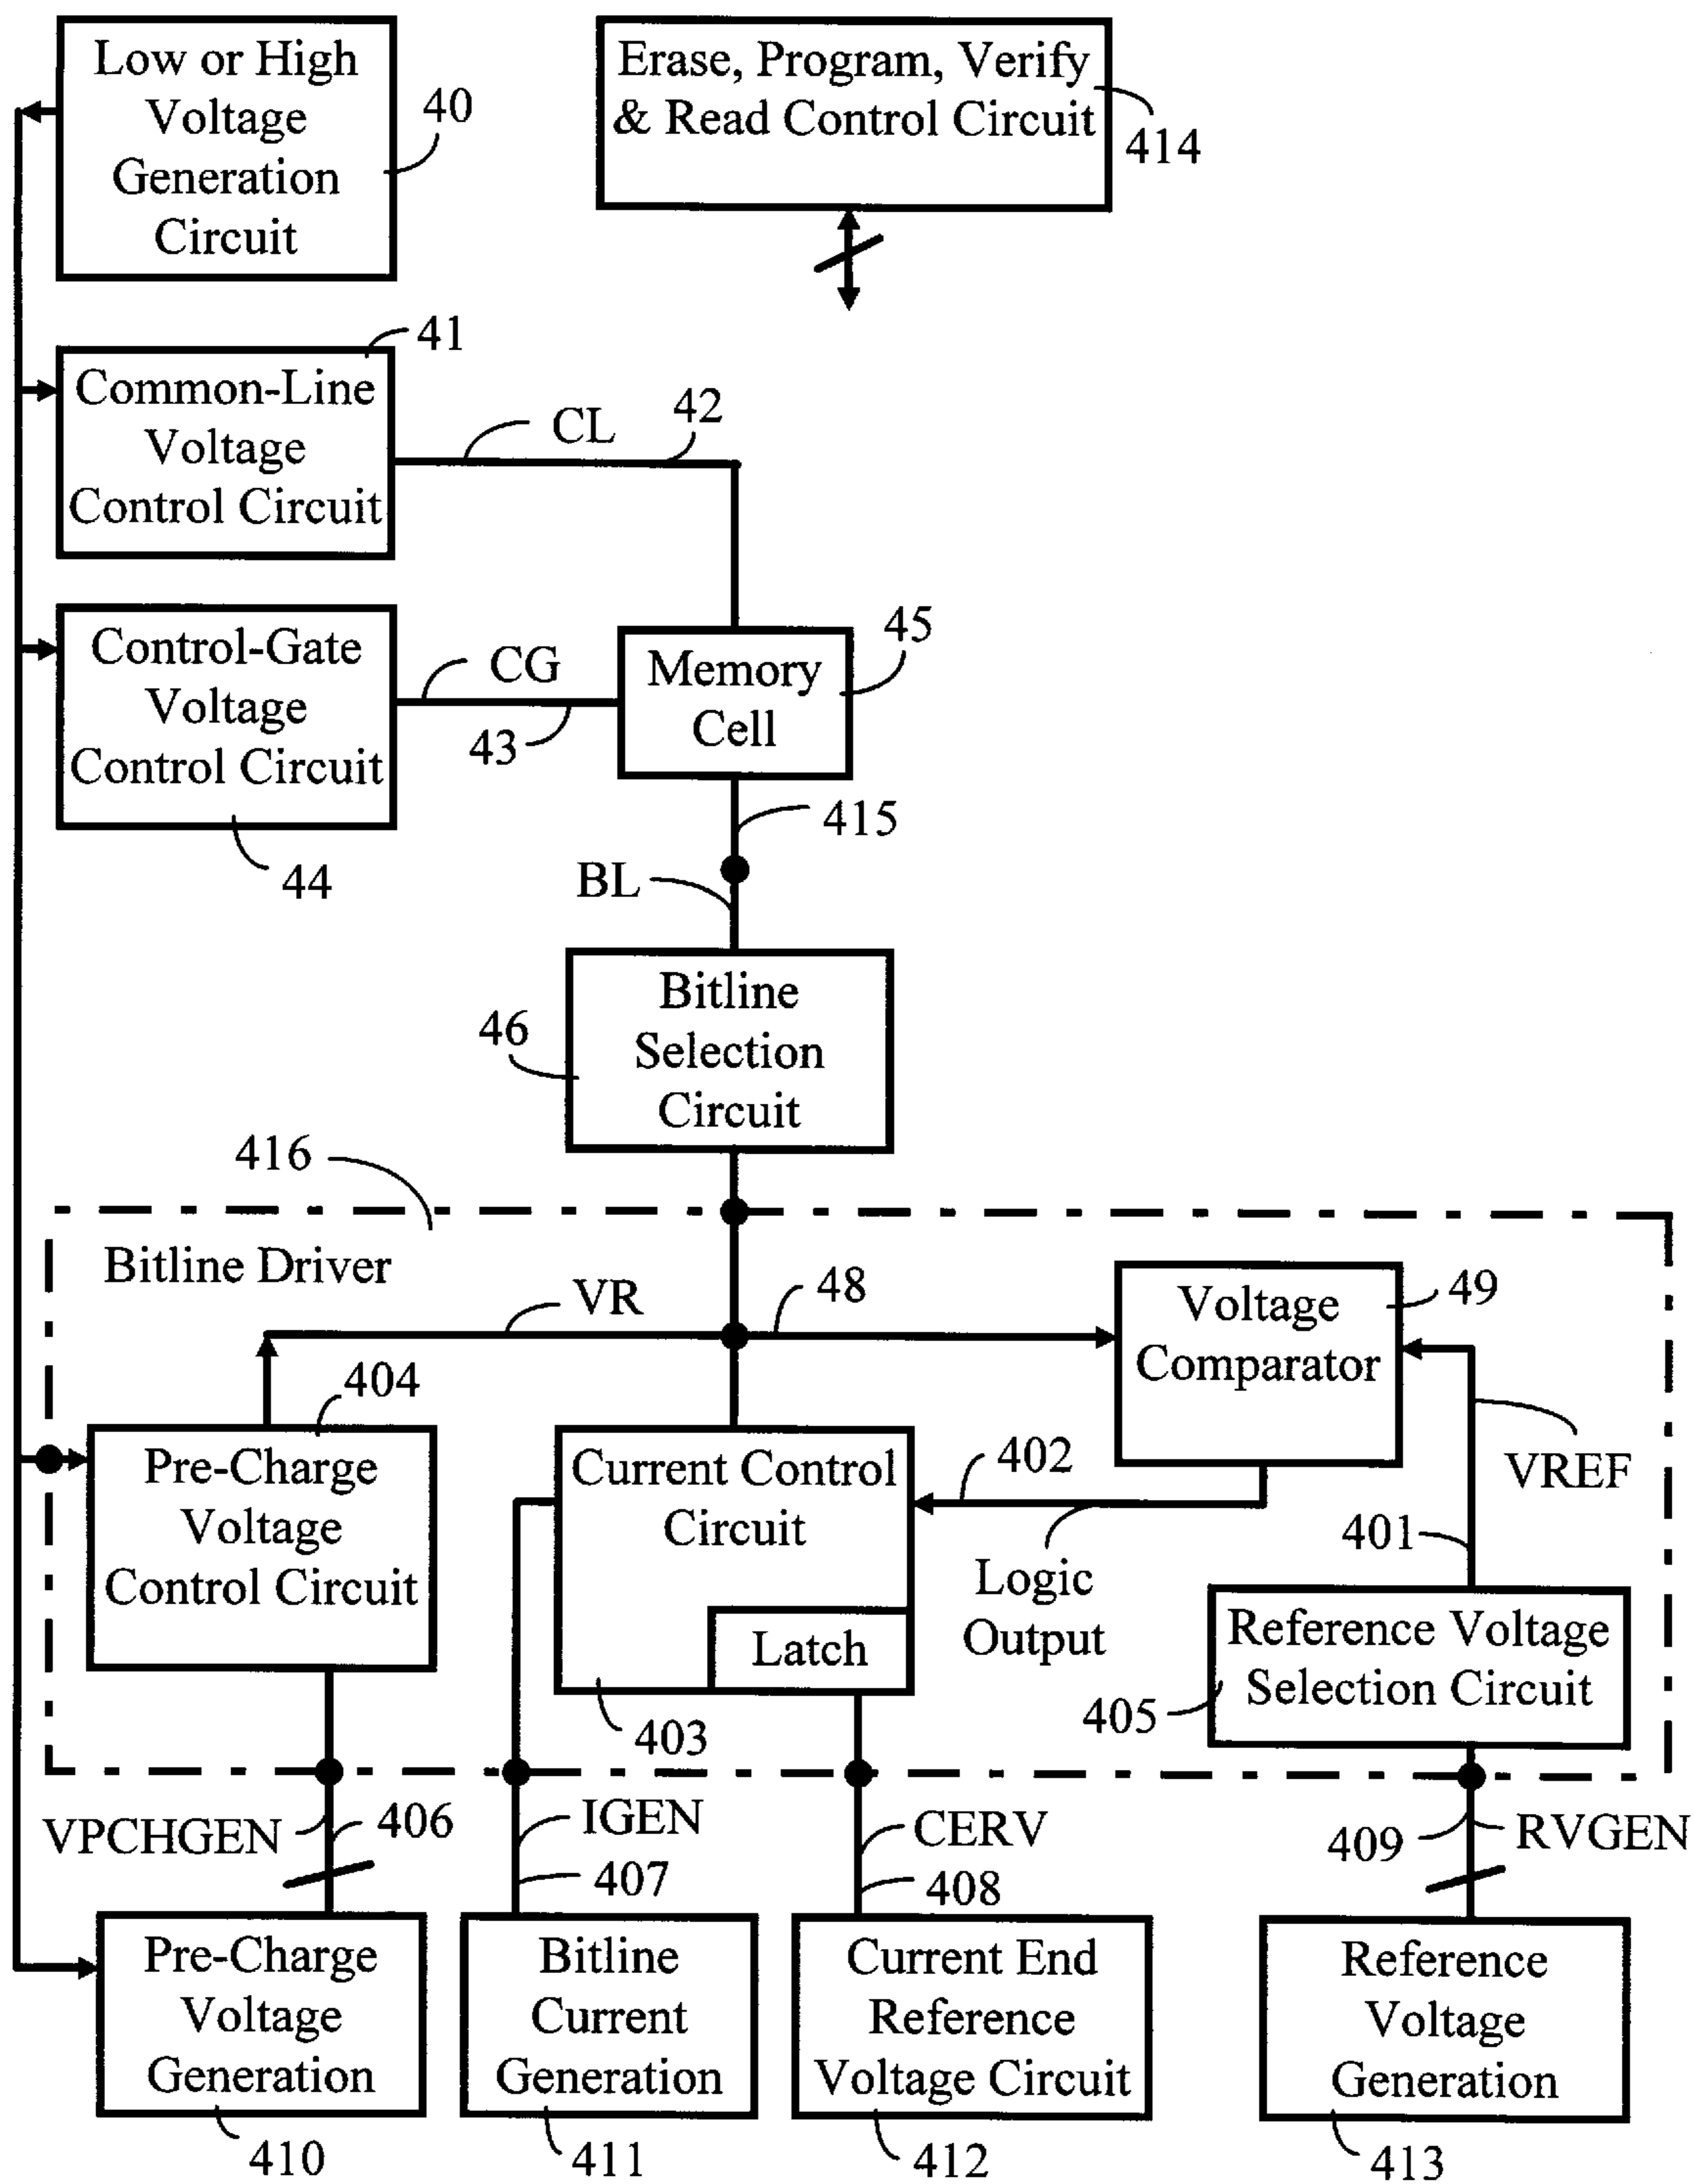 Low or High
Voltage
Generation
Circuit
40
Erase, Program, Verify
& Read Control Circuit
414
41
Common-Line
Voltage
Control Circuit
CL
42
Control-Gate
Voltage
Control Circuit
44
CG
43
Memory
Cell
45
415
BL
Bitline
Selection
Circuit
46
416
Bitline Driver
VR
48
Voltage
Comparator
49
404
Pre-Charge
Voltage
Control Circuit
Current Control
Circuit
Latch
403
402
Logic
Output
VREF
401
Reference Voltage
Selection Circuit
405
VPCHGEN
406
IGEN
407
CERV
408
409
RVGEN
Pre-Charge
Voltage
Generation
410
Bitline
Current
Generation
411
Current End
Reference
Voltage Circuit
412
Reference
Voltage
Generation
413